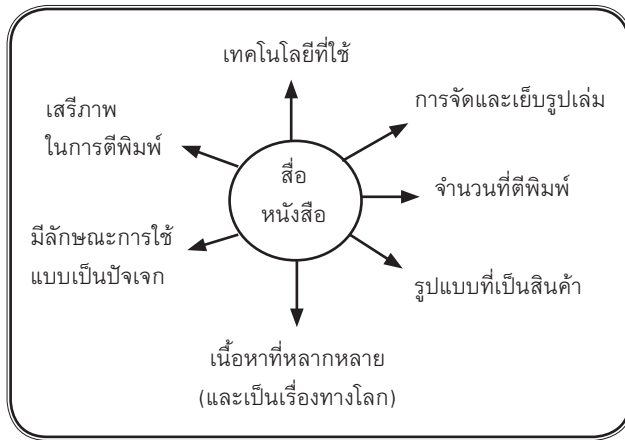 เทคโนโลยีที่ใช้
การจัดและเย็บรูปเล่ม
เสรีภาพ
ในการตีพิมพ์
สื่อ
หนังสือ
จำนวนที่ตีพิมพ์
มีลักษณะการใช้
แบบเป็นปัจเจก
รูปแบบที่เป็นสินค้า
เนื้อหาที่หลากหลาย
(และเป็นเรื่องทางโลก)